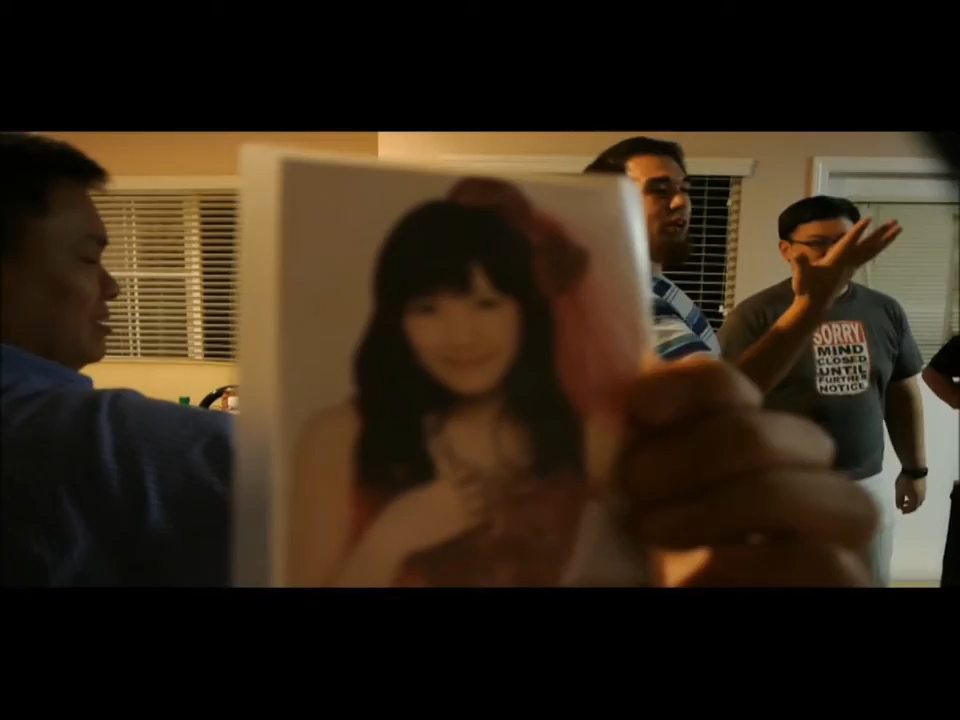 SORRY
MIND
CLOSED
UNTIL
FURTHER
NOTICE